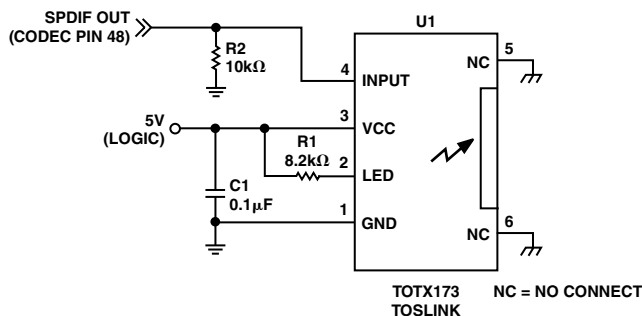 SPDIF OUT
(CODEC PIN 48)
R2
10kΩ
U1
4
INPUT
5
NC
5V
(LOGIC)
3
VCC
R1
8.2kΩ
2
LED
C1
0.1µF
1
GND
6
NC
TOTX173
TOSLINK
NC = NO CONNECT